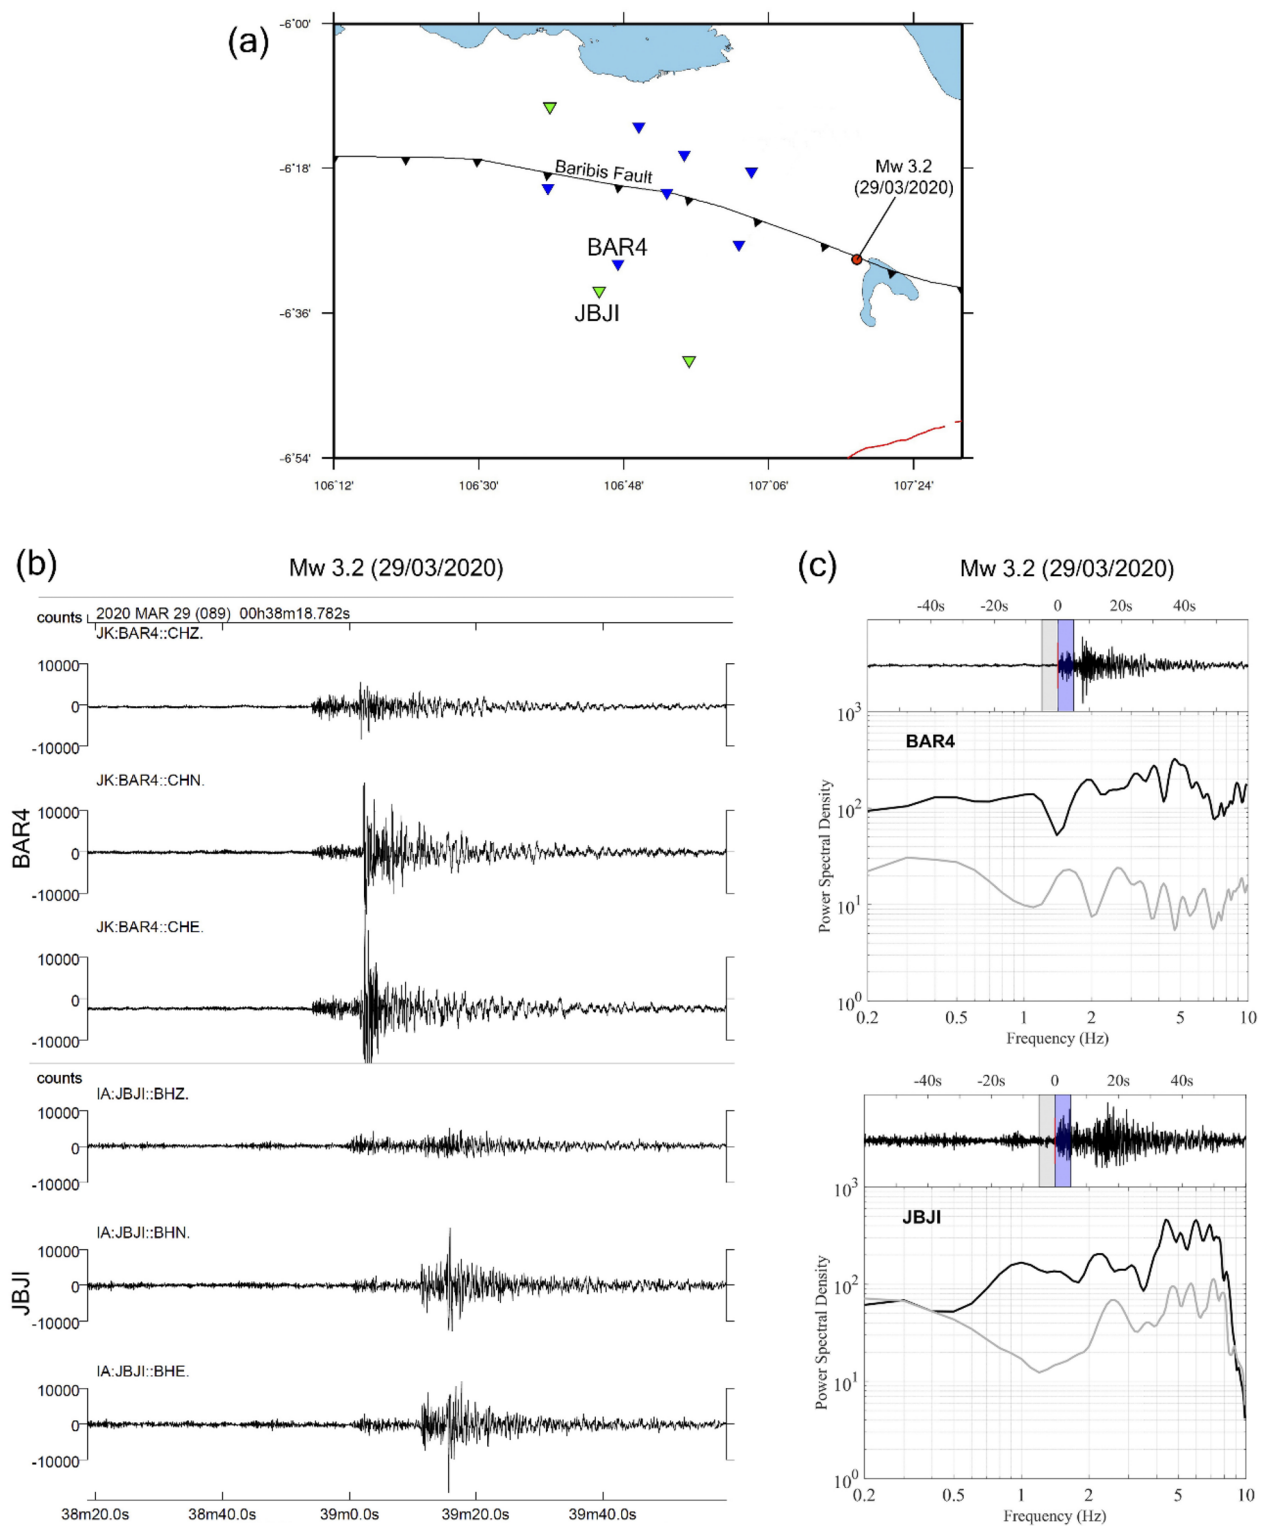 (a)
-6°00'
-6°18'
-6°36'
-6°54'
Baribis Fault
Mw 3.2
(29/03/2020)
BAR4
JBJI
106°12'
106°30'
106°48'
107°06'
107°24'
(b)
Mw 3.2 (29/03/2020)
counts
2020 MAR 29 (089) 00h38m18.782s
JK:BAR4::CHZ.
10000
0
-10000
JK:BAR4::CHN.
10000
0
-10000
BAR4
JK:BAR4::CHE.
10000
0
-10000
counts
IA:JBJI::BHZ.
10000
0
-10000
IA:JBJI::BHN.
10000
0
-10000
JBJI
IA:JBJI::BHE.
10000
0
-10000
38m20.0s
38m40.0s
39m0.0s
39m20.0s
39m40.0s
(c)
Mw 3.2 (29/03/2020)
-40s -20s 0 20s 40s
10³
BAR4
10²
10¹
10⁰
Power Spectral Density
0.2 0.5 1 2 5 10
Frequency (Hz)
-40s -20s 0 20s 40s
10³
JBJI
10²
10¹
10⁰
Power Spectral Density
0.2 0.5 1 2 5 10
Frequency (Hz)